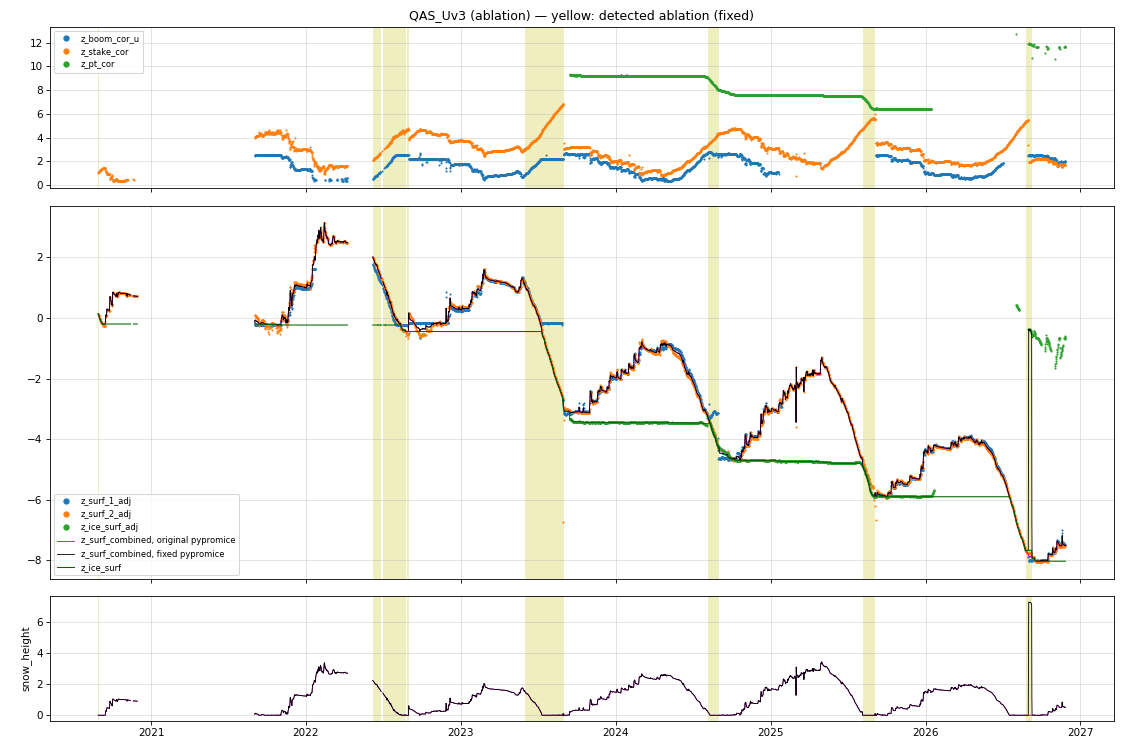 QAS_Uv3 (ablation) — yellow: detected ablation (fixed)
12
10
8
6
4
2
0
z_boom_cor_u
z_stake_cor
z_pt_cor
2
0
−2
−4
−6
−8
z_surf_1_adj
z_surf_2_adj
z_ice_surf_adj
z_surf_combined, original pypromice
z_surf_combined, fixed pypromice
z_ice_surf
snow_height
6
4
2
0
2021
2022
2023
2024
2025
2026
2027